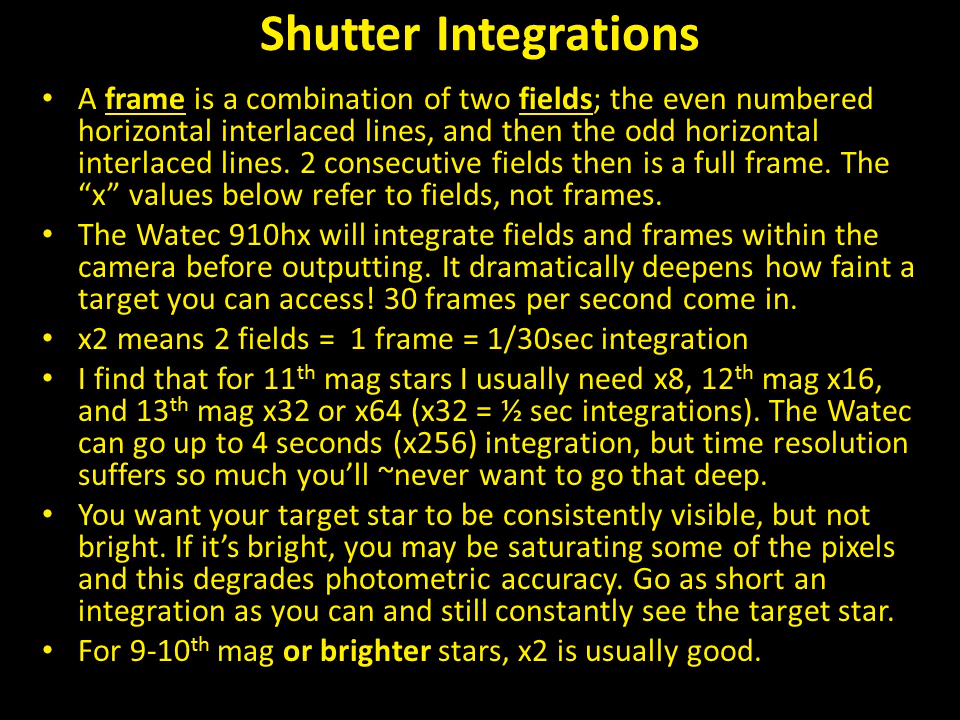 Shutter Integrations
• A frame is a combination of two fields; the even numbered
horizontal interlaced lines, and then the odd horizontal
interlaced lines. 2 consecutive fields then is a full frame. The
“x” values below refer to fields, not frames.
• The Watec 910hx will integrate fields and frames within the
camera before outputting. It dramatically deepens how faint a
target you can access! 30 frames per second come in.
• x2 means 2 fields =  1 frame = 1/30sec integration
• I find that for 11th mag stars I usually need x8, 12th mag x16,
and 13th mag x32 or x64 (x32 = ½ sec integrations). The Watec
can go up to 4 seconds (x256) integration, but time resolution
suffers so much you’ll ~never want to go that deep.
• You want your target star to be consistently visible, but not
bright. If it’s bright, you may be saturating some of the pixels
and this degrades photometric accuracy. Go as short an
integration as you can and still constantly see the target star.
• For 9-10th mag or brighter stars, x2 is usually good.